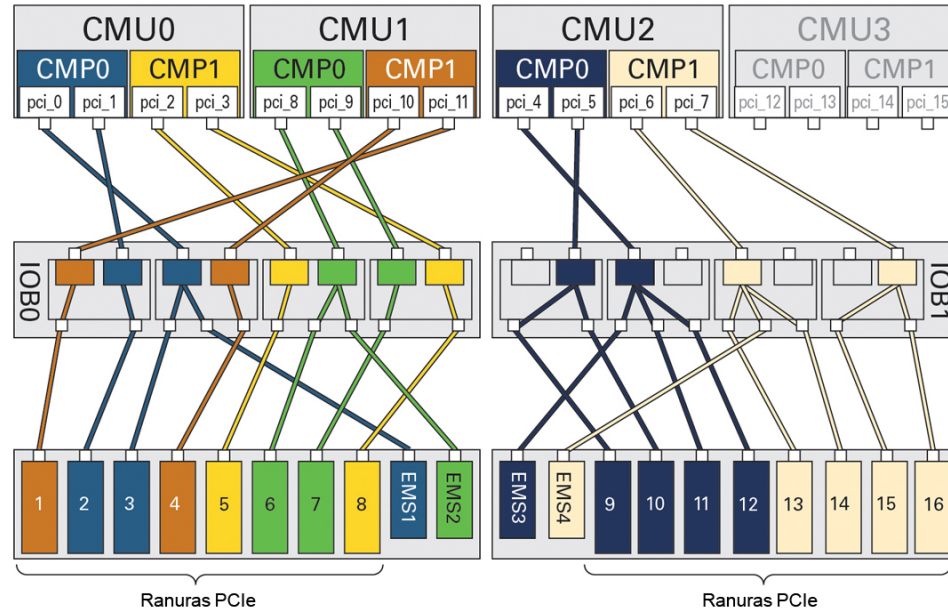 CMU0 CMU1 CMU2 CMU3
CMP0 CMP1 CMP0 CMP1 CMP0 CMP1 CMP0 CMP1
pci_0 pci_1 pci_2 pci_3 pci_8 pci_9 pci_10 pci_11 pci_4 pci_5 pci_6 pci_7 pci_12 pci_13 pci_14 pci_15
IOB0 IOB1
1 2 3 4 5 6 7 8 EMS1 EMS2 EMS3 EMS4 9 10 11 12 13 14 15 16
Ranuras PCIe Ranuras PCIe